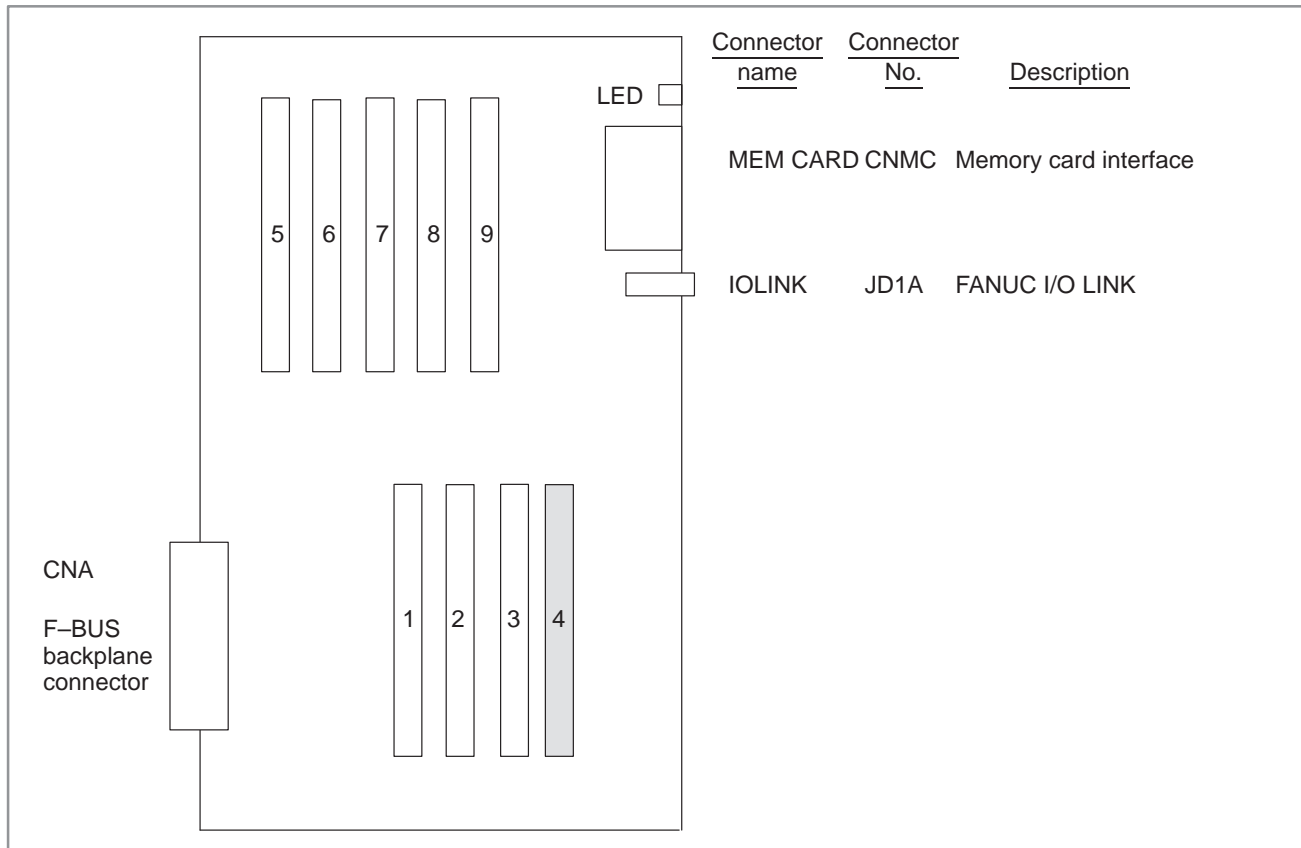 Connector name Connector No. Description
LED
MEM CARD CNMC Memory card interface
5 6 7 8 9
IOLINK JD1A FANUC I/O LINK
CNA
F–BUS
backplane
connector
1 2 3 4